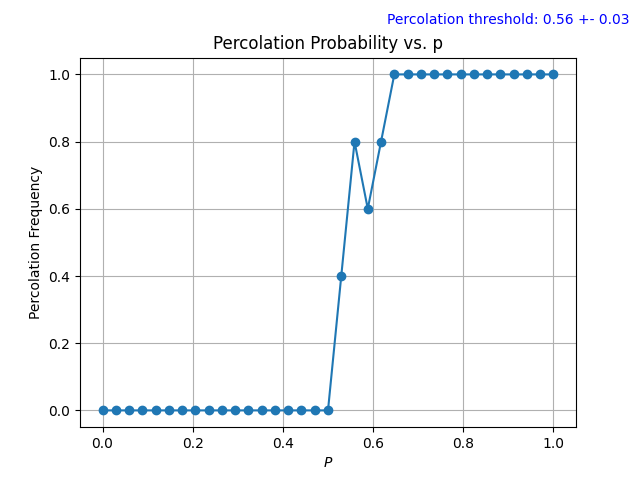 Percolation threshold: 0.56 +- 0.03
Percolation Probability vs. p
1.0
0.8
0.6
0.4
0.2
0.0
Percolation Frequency
0.0 0.2 0.4 0.6 0.8 1.0
P